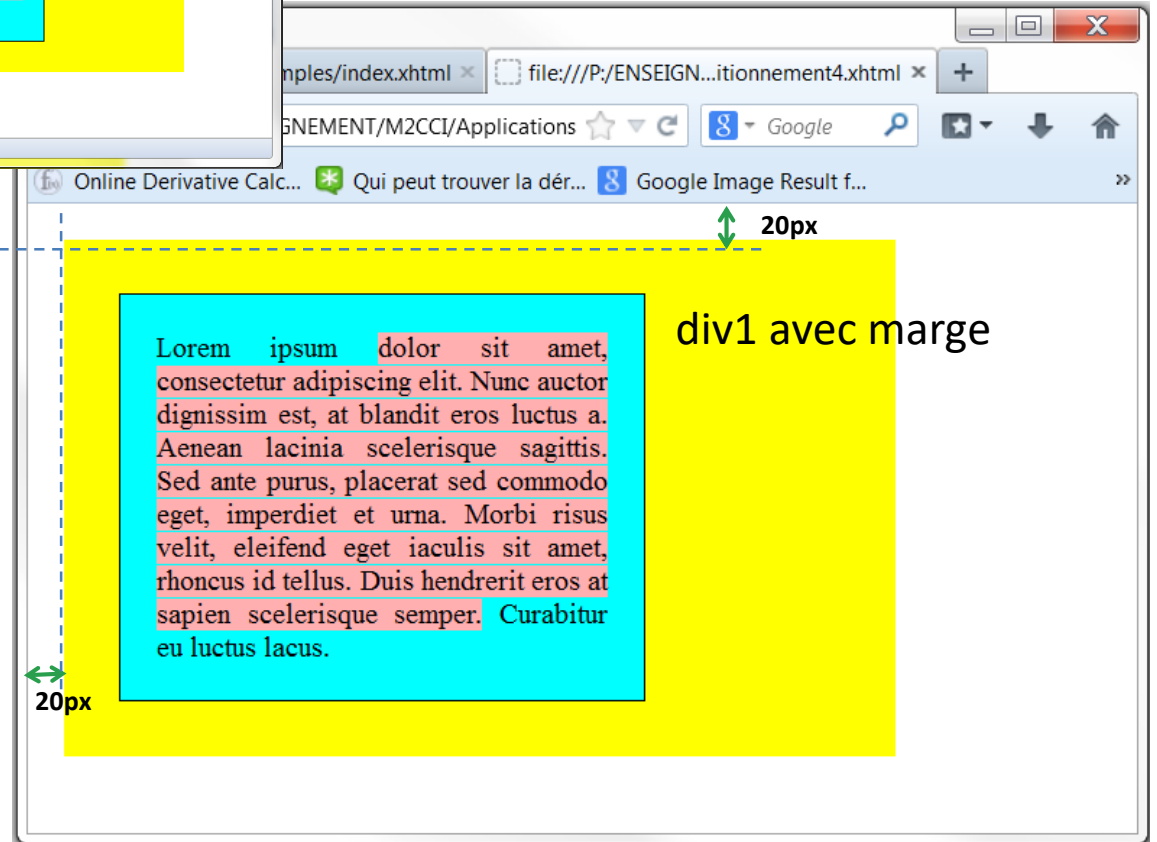 mples/index.xhtml × file:///P:/ENSEIGN...itionnement4.xhtml × +
GNEMENT/M2CCI/Applications 8 Google
f(x) Online Derivative Calc... Qui peut trouver la dér... 8 Google Image Result f... »
20px
div1 avec marge
Lorem ipsum dolor sit amet,
consectetur adipiscing elit. Nunc auctor
dignissim est, at blandit eros luctus a.
Aenean lacinia scelerisque sagittis.
Sed ante purus, placerat sed commodo
eget, imperdiet et urna. Morbi risus
velit, eleifend eget iaculis sit amet,
rhoncus id tellus. Duis hendrerit eros at
sapien scelerisque semper. Curabitur
eu luctus lacus.
20px